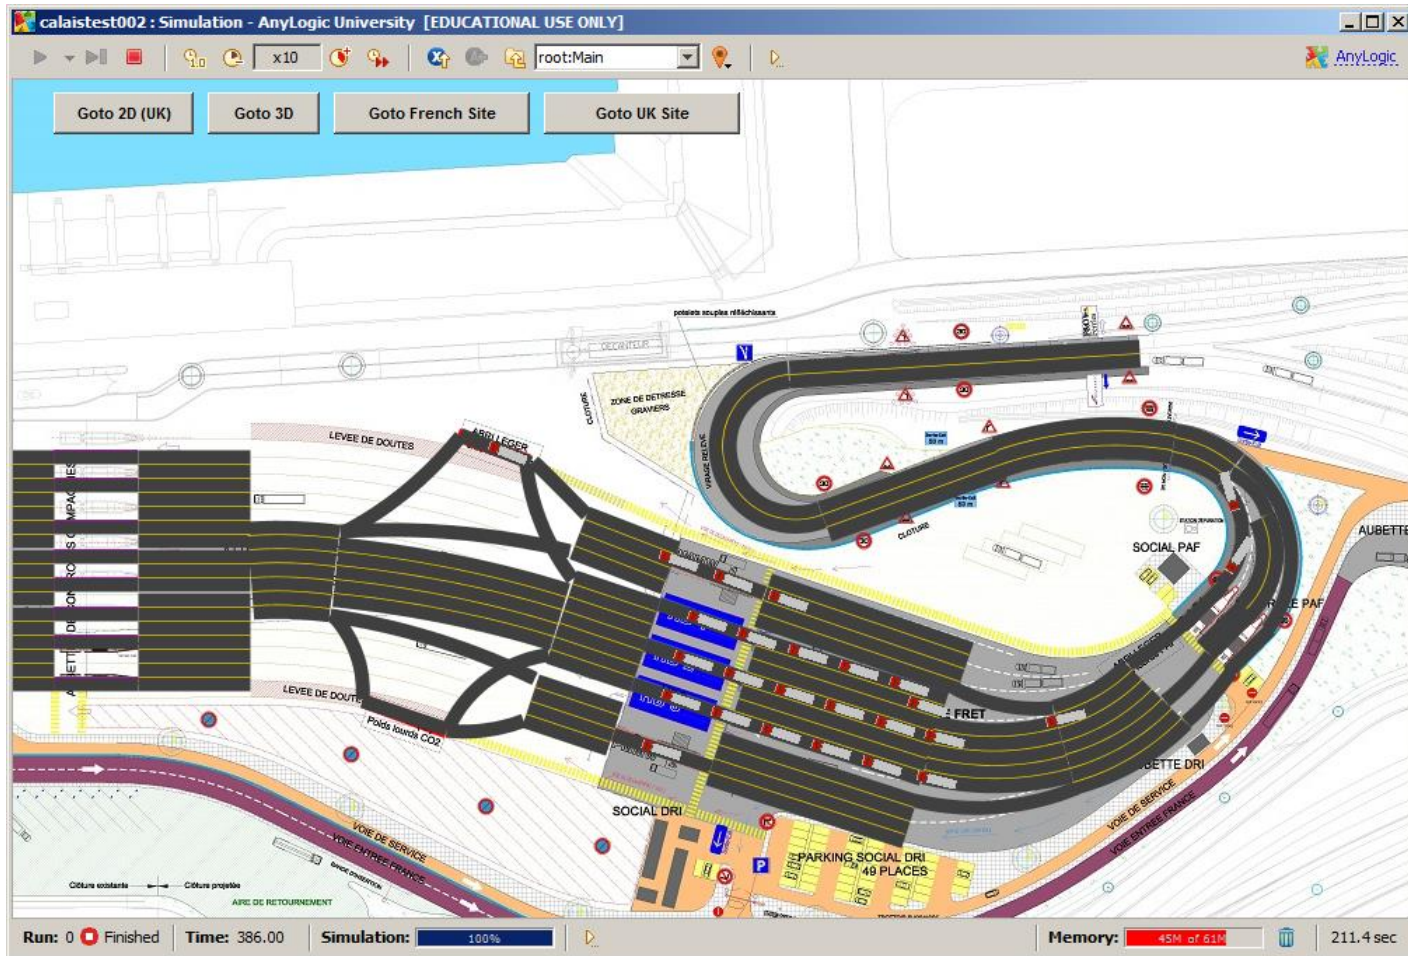 calaistest002 : Simulation - AnyLogic University [EDUCATIONAL USE ONLY]
x10
root:Main
AnyLogic
Goto 2D (UK)
Goto 3D
Goto French Site
Goto UK Site
potelets souples réfléchissants
DECANTEUR
ZONE DE DETRESSE
GRAVIERS
CLOTURE
VIRAGE RELEVE
LEVEE DE DOUTES
ABRI LEGER
CLOTURE
SOCIAL PAF
AUBETTE
FRET
LEVEE DE DOUTES
Poids lourds CO2
SOCIAL DRI
VOIE DE SERVICE
VOIE ENTREE FRANCE
VOIE DE SERVICE
VOIE ENTREE FRANCE
P
PARKING SOCIAL DRI
49 PLACES
Clôture existante
Clôture projetée
AIRE DE RETOURNEMENT
Run: 0 Finished
Time: 386.00
Simulation: 100%
Memory: 45M of 61M
211.4 sec